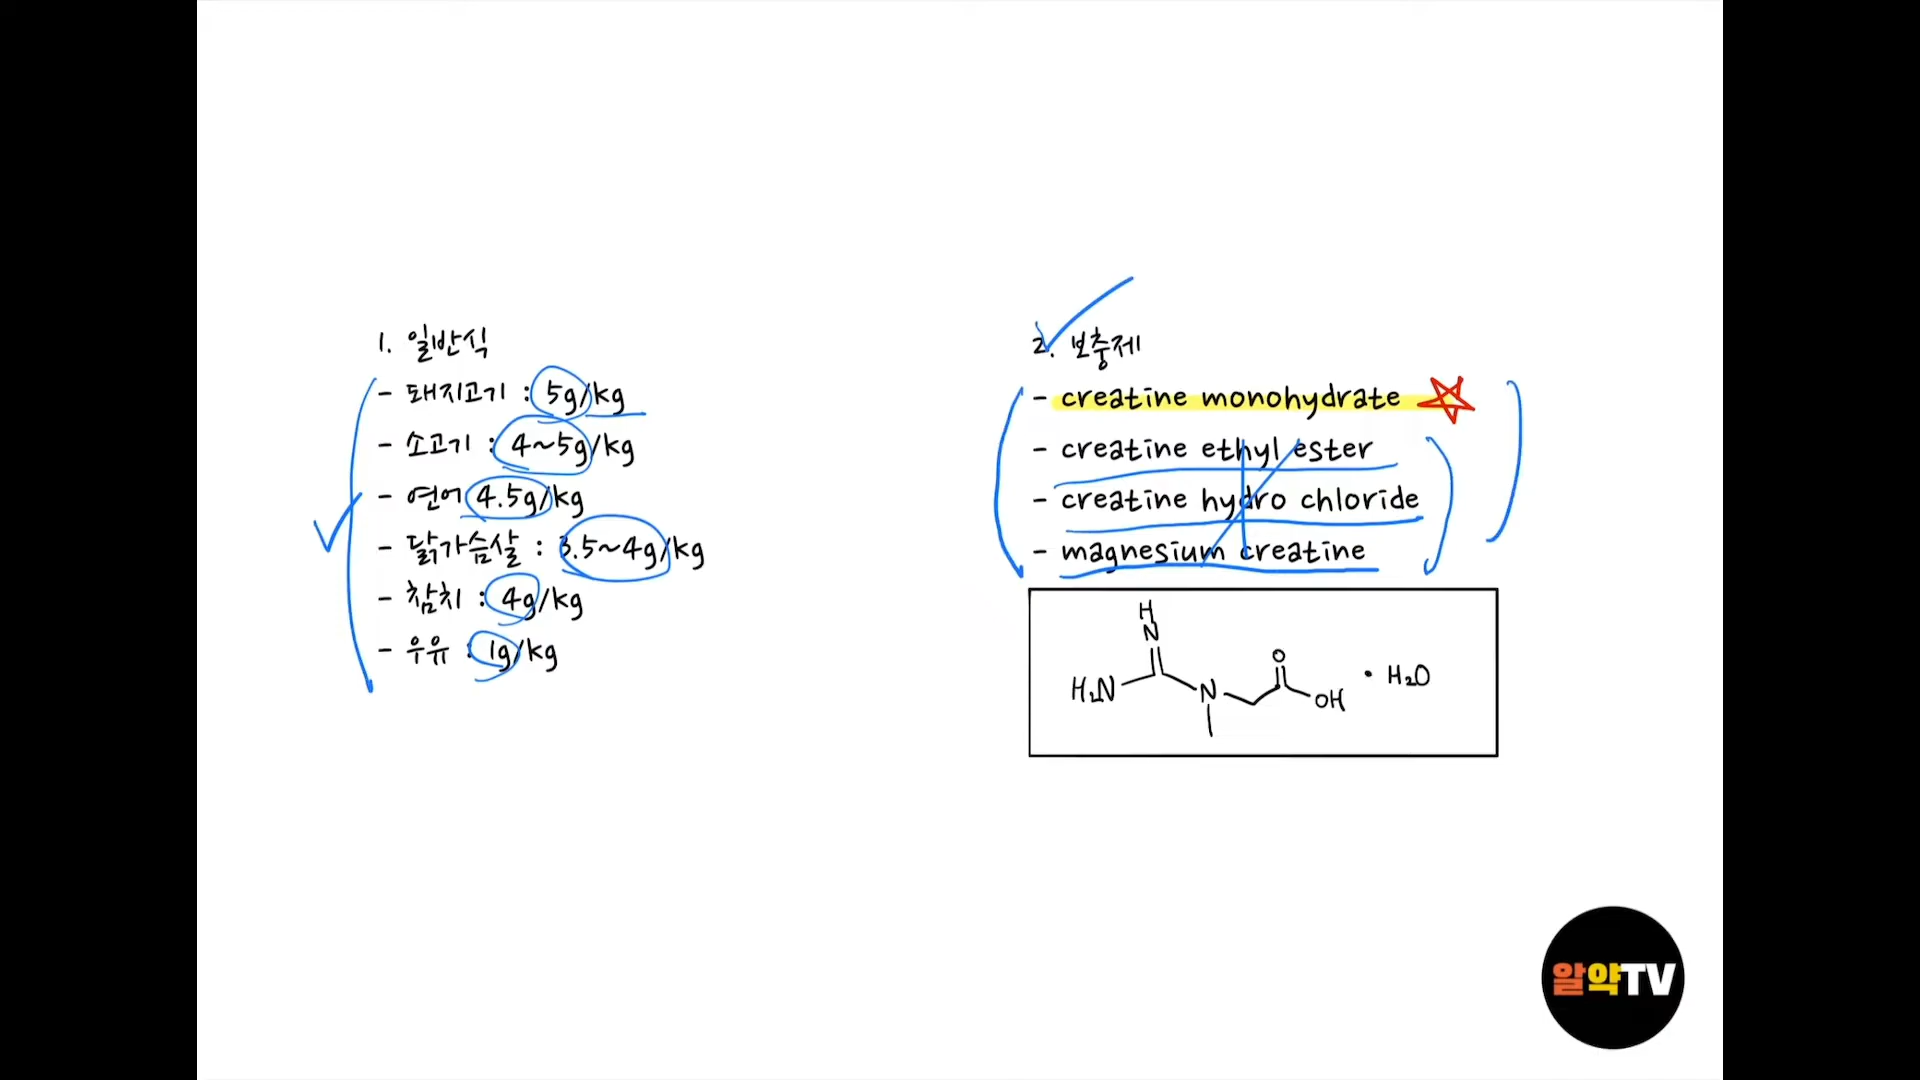 1. 일반식
- 돼지고기 : 5g/kg
- 소고기 : 4~5g/kg
- 연어 4.5g/kg
- 닭가슴살 : 3.5~4g/kg
- 참치 : 4g/kg
- 우유 : 1g/kg
2. 보충제
- creatine monohydrate
- creatine ethyl ester
- creatine hydro chloride
- magnesium creatine
H
N
H₂N
N
O
OH
• H₂O
알약TV